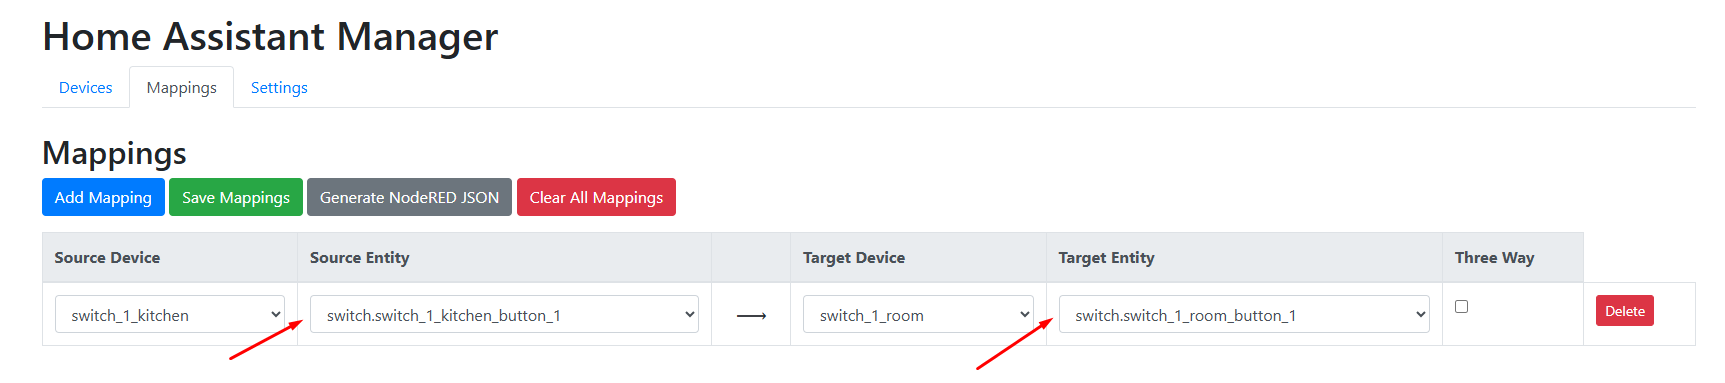 Home Assistant Manager
Devices Mappings Settings
Mappings
Add Mapping Save Mappings Generate NodeRED JSON Clear All Mappings
Source Device Source Entity Target Device Target Entity Three Way
switch_1_kitchen switch.switch_1_kitchen_button_1 ⟶ switch_1_room switch.switch_1_room_button_1 Delete